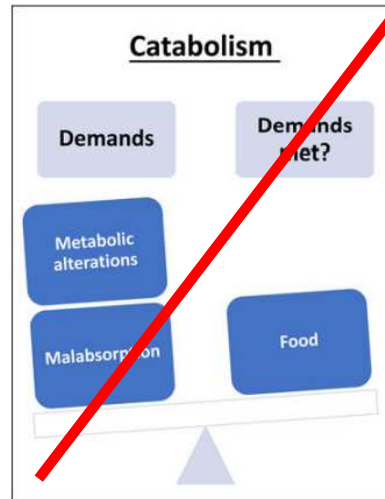 Catabolism
Demands
Demands
met?
Metabolic
alterations
Malabsorption
Food